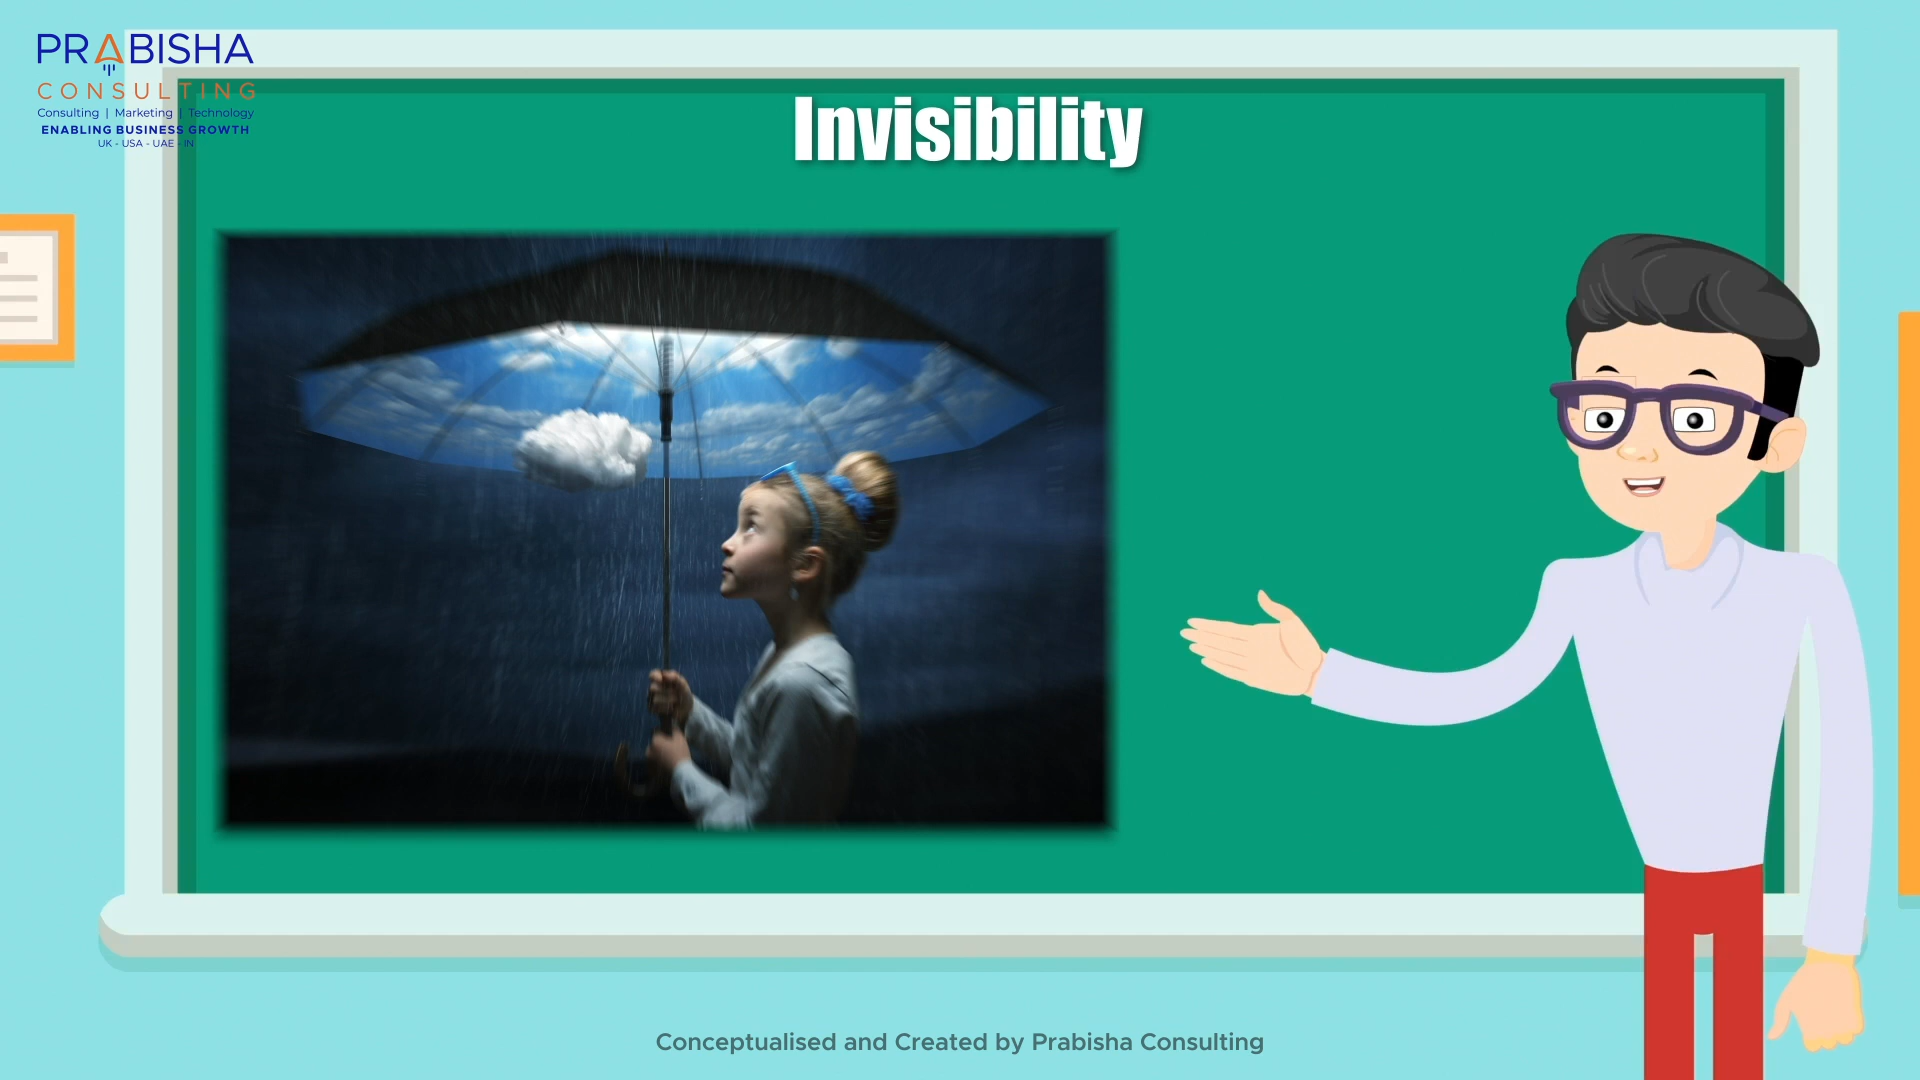 PRABISHA
CONSULTING
Consulting | Marketing | Technology
ENABLING BUSINESS GROWTH
UK - USA - UAE - IN
Invisibility
Conceptualised and Created by Prabisha Consulting